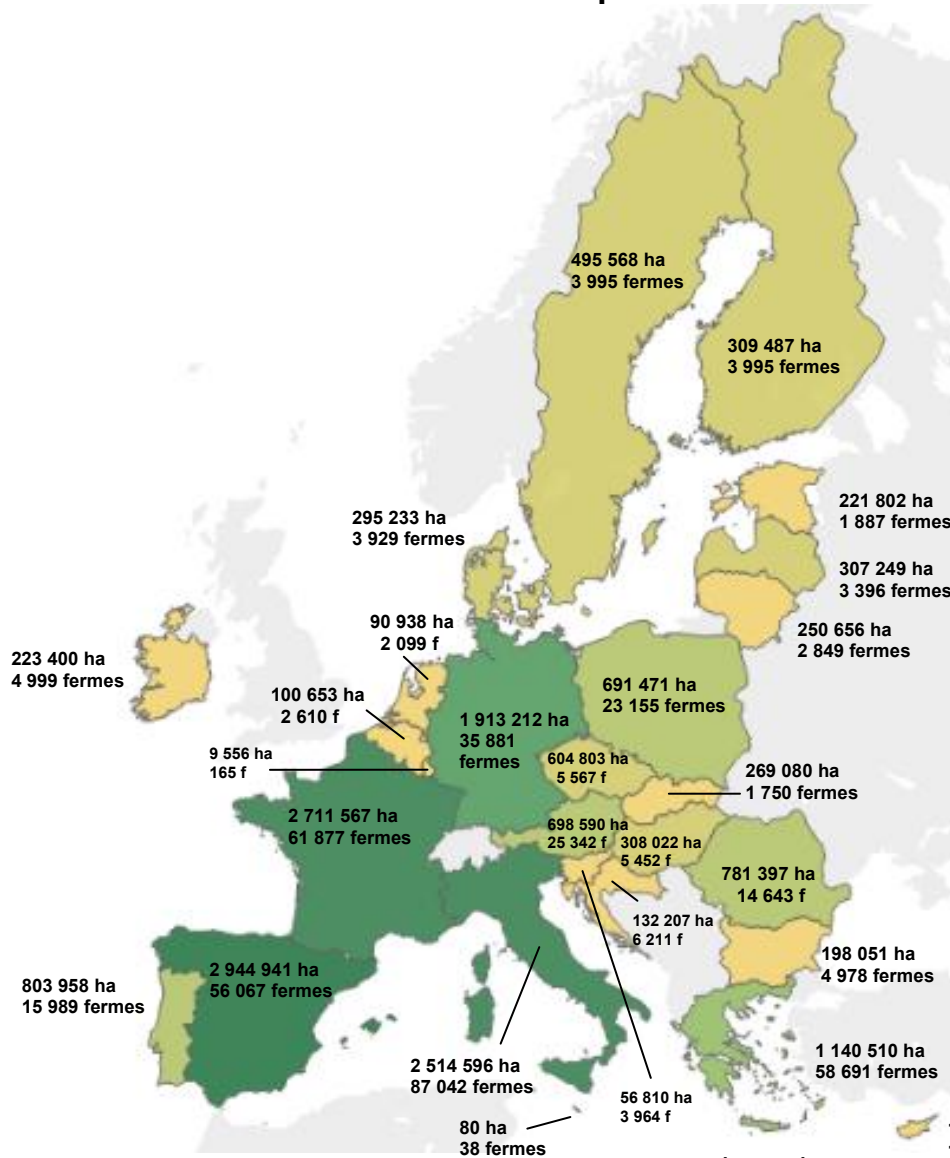 495 568 ha
3 995 fermes
309 487 ha
3 995 fermes
221 802 ha
1 887 fermes
295 233 ha
3 929 fermes
307 249 ha
3 396 fermes
90 938 ha
2 099 f
250 656 ha
2 849 fermes
223 400 ha
4 999 fermes
100 653 ha
2 610 f
691 471 ha
23 155 fermes
1 913 212 ha
35 881
fermes
9 556 ha
165 f
604 803 ha
5 567 f
269 080 ha
1 750 fermes
2 711 567 ha
61 877 fermes
698 590 ha
25 342 f
308 022 ha
5 452 f
781 397 ha
14 643 f
132 207 ha
6 211 f
198 051 ha
4 978 fermes
803 958 ha
15 989 fermes
2 944 941 ha
56 067 fermes
1 140 510 ha
58 691 fermes
2 514 596 ha
87 042 fermes
56 810 ha
3 964 f
80 ha
38 fermes